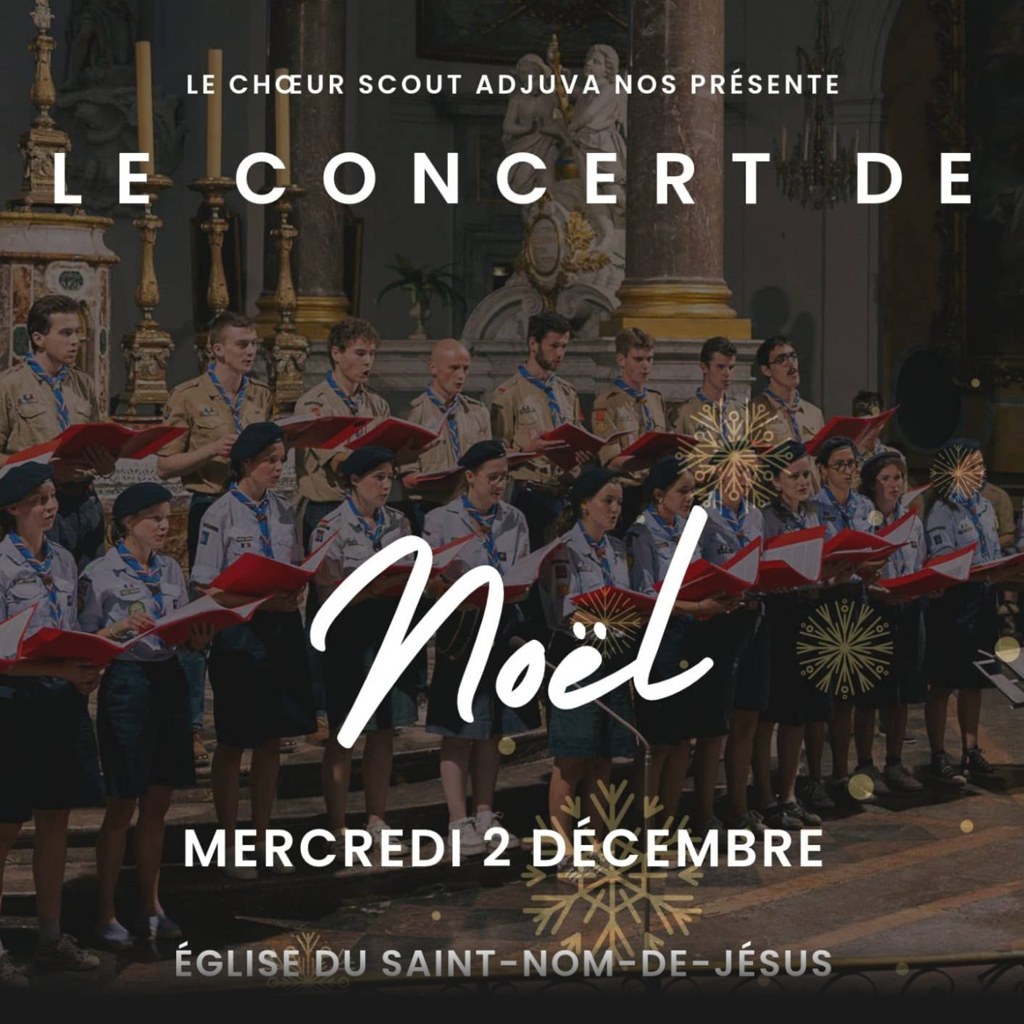 LE CHŒUR SCOUT ADJUVA NOS PRÉSENTE
LE CONCERT DE
Noël
MERCREDI 2 DÉCEMBRE
ÉGLISE DU SAINT-NOM-DE-JÉSUS